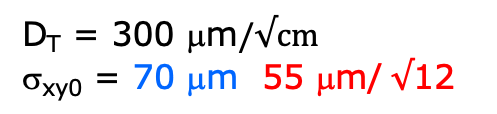 D_T = 300 μm/√cm
σ_xy0 = 70 μm 55 μm/ √12